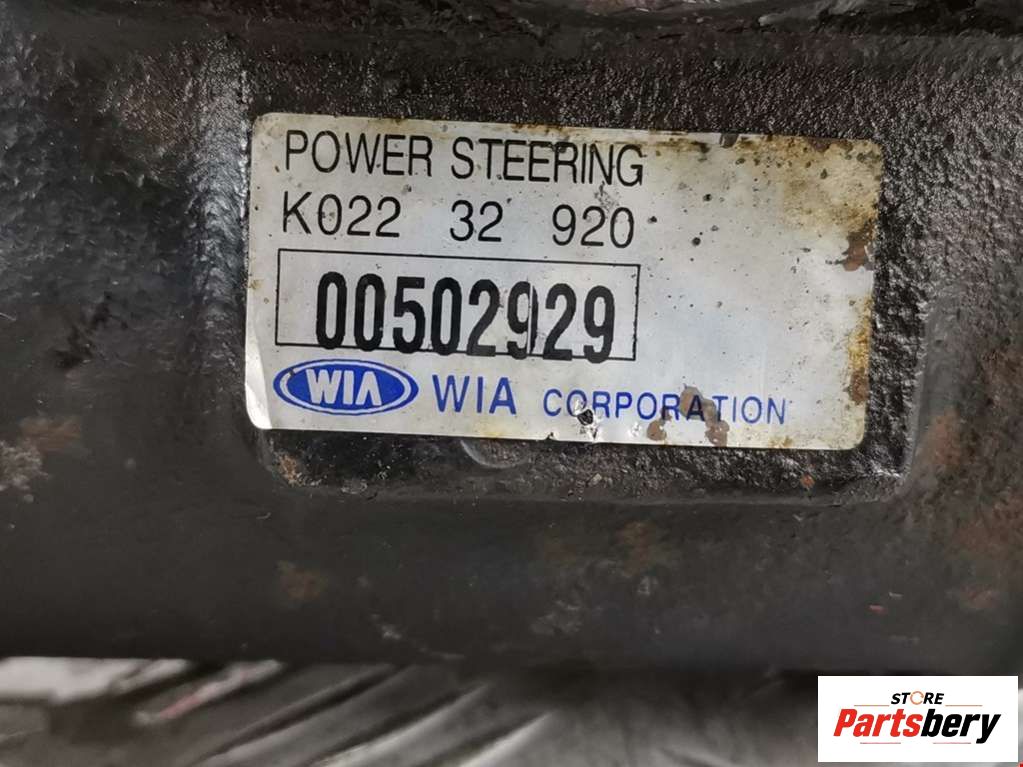 POWER STEERING
K022 32 920
00502929
WIA WIA CORPORATION
STORE
Partsbery